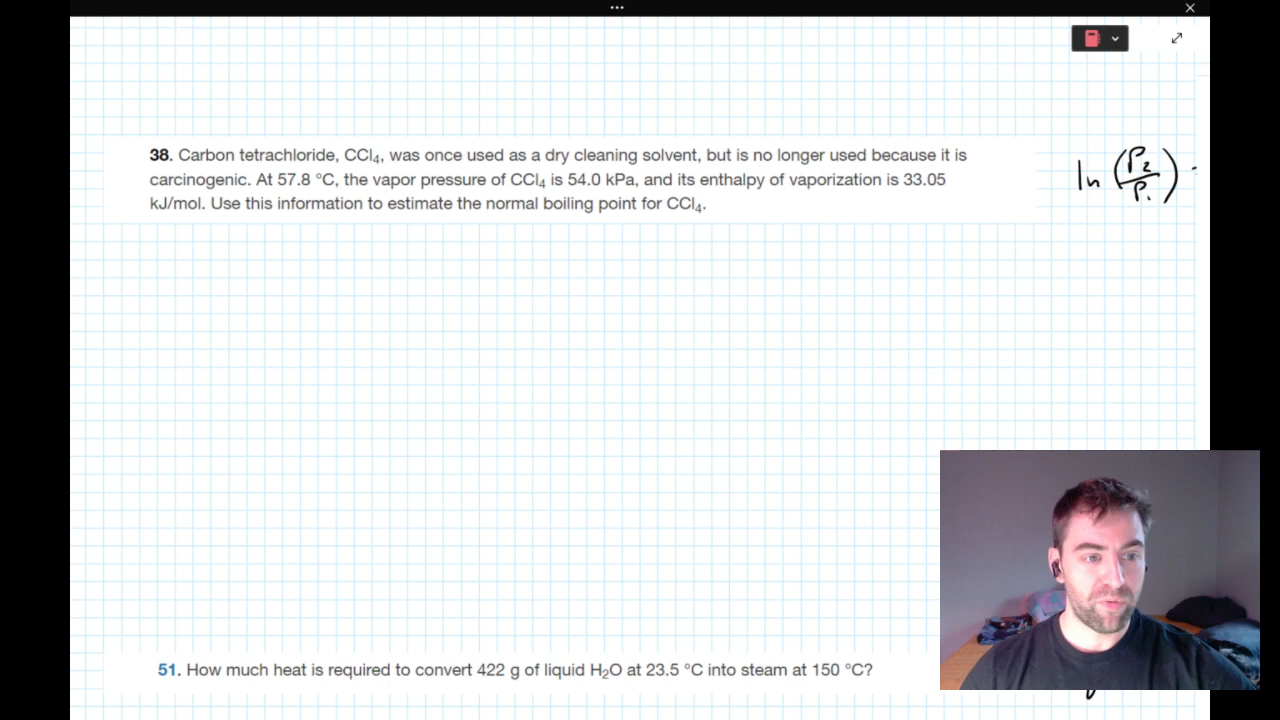 38. Carbon tetrachloride, CCl₄, was once used as a dry cleaning solvent, but is no longer used because it is
carcinogenic. At 57.8 °C, the vapor pressure of CCl₄ is 54.0 kPa, and its enthalpy of vaporization is 33.05
kJ/mol. Use this information to estimate the normal boiling point for CCl₄.
ln (P₂/P₁)
51. How much heat is required to convert 422 g of liquid H₂O at 23.5 °C into steam at 150 °C?